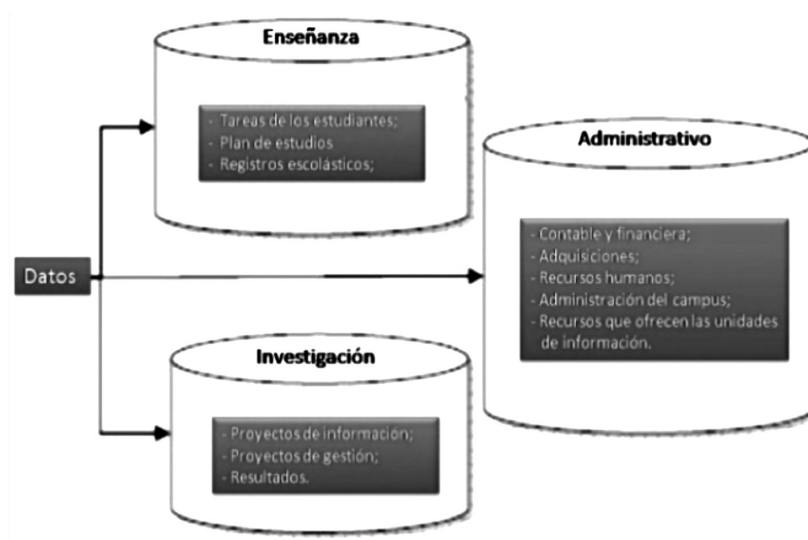 Enseñanza
- Tareas de los estudiantes;
- Plan de estudios
- Registros escolásticos;
Administrativo
- Contable y financiera;
- Adquisiciones;
- Recursos humanos;
- Administración del campus;
- Recursos que ofrecen las unidades
de información.
Datos
Investigación
- Proyectos de información;
- Proyectos de gestión;
- Resultados.